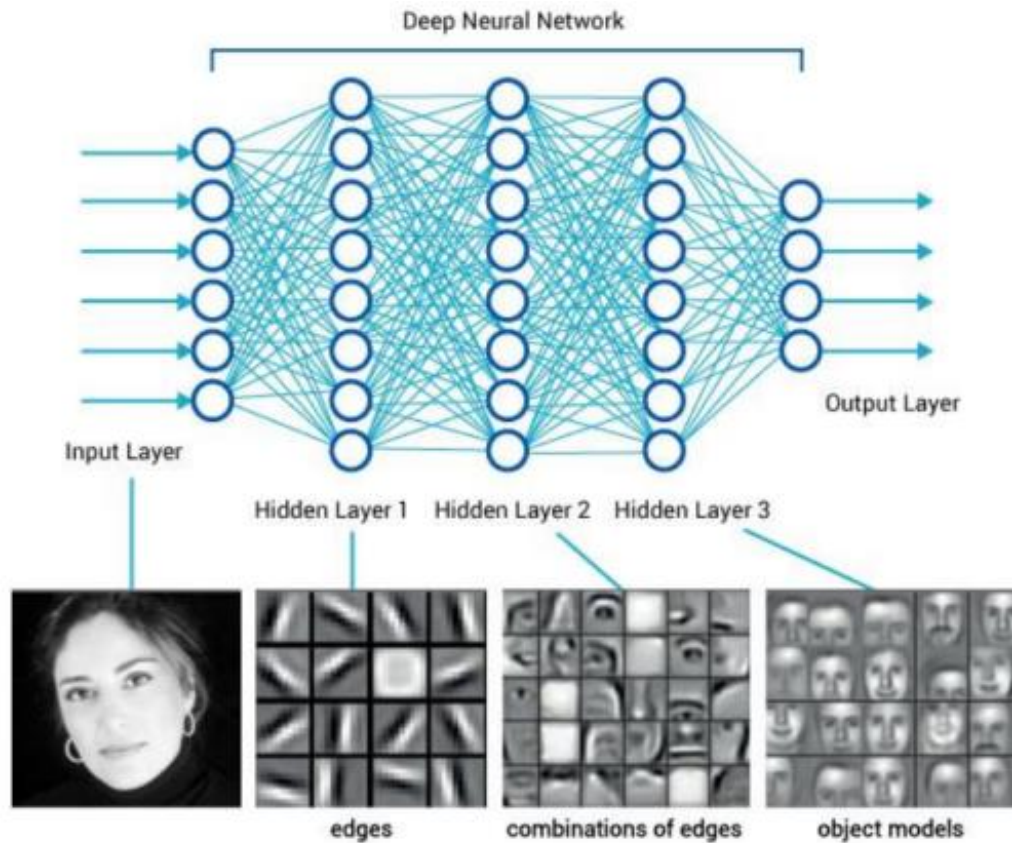 Deep Neural Network
Output Layer
Input Layer
Hidden Layer 1 Hidden Layer 2 Hidden Layer 3
edges combinations of edges object models